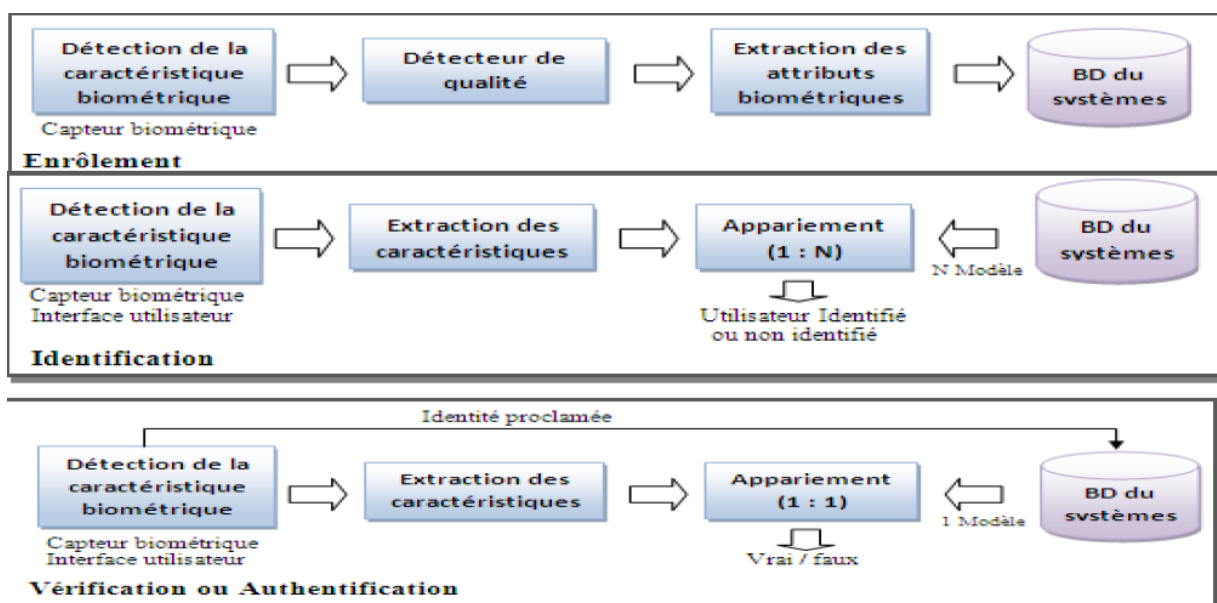 Détection de la
caractéristique
biométrique
Capteur biométrique
Détecteur de
qualité
Extraction des
attributs
biométriques
BD du
svstèmes
Enrôlement
Détection de la
caractéristique
biométrique
Capteur biométrique
Interface utilisateur
Extraction des
caractéristiques
Appariement
(1 : N)
Utilisateur Identifié
ou non identifié
N Modèle
BD du
systèmes
Identification
Identité proclamée
Détection de la
caractéristique
biométrique
Capteur biométrique
Interface utilisateur
Extraction des
caractéristiques
Appariement
(1 : 1)
Vrai / faux
1 Modèle
BD du
svstèmes
Vérification ou Authentification